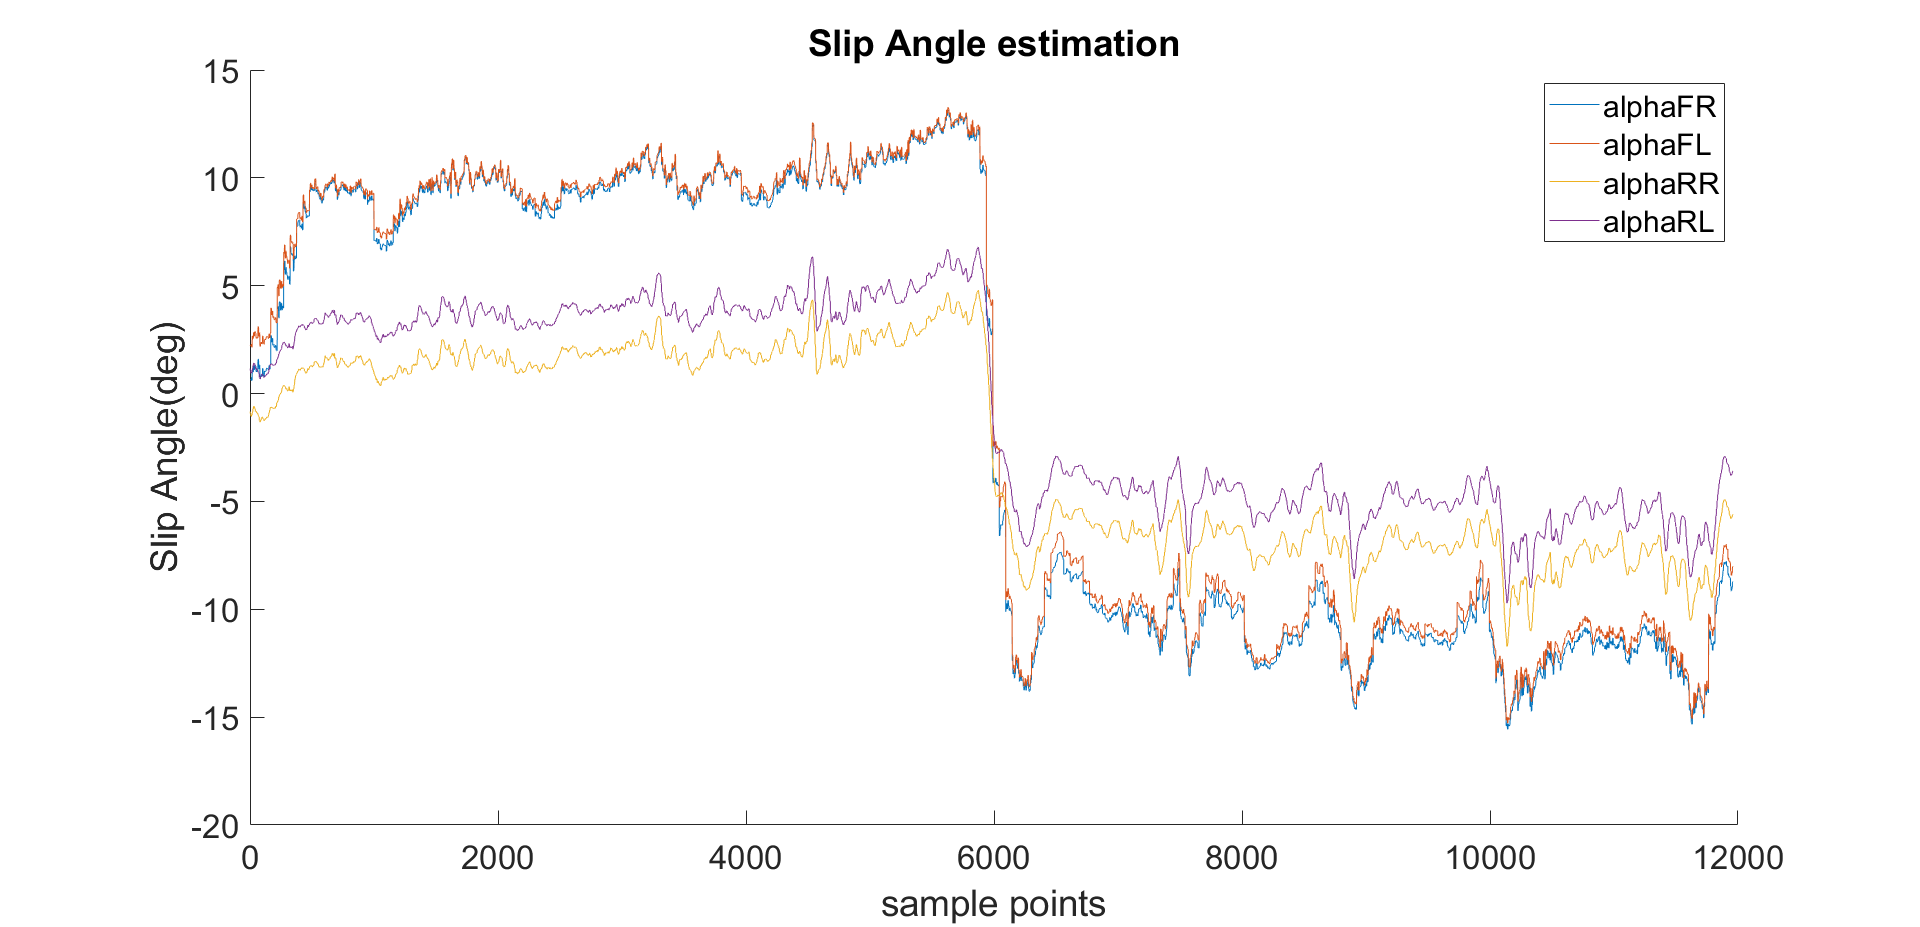 Slip Angle estimation
15
10
5
0
-5
-10
-15
-20
Slip Angle(deg)
alphaFR
alphaFL
alphaRR
alphaRL
0 2000 4000 6000 8000 10000 12000
sample points